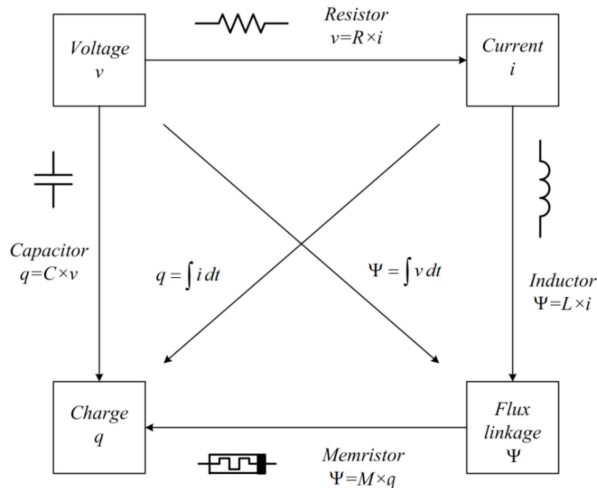 Resistor
v=R×i
Voltage
v
Current
i
Capacitor
q=C×v
q = ∫ i dt
Ψ = ∫ v dt
Inductor
Ψ=L×i
Charge
q
Flux
linkage
Ψ
Memristor
Ψ=M×q